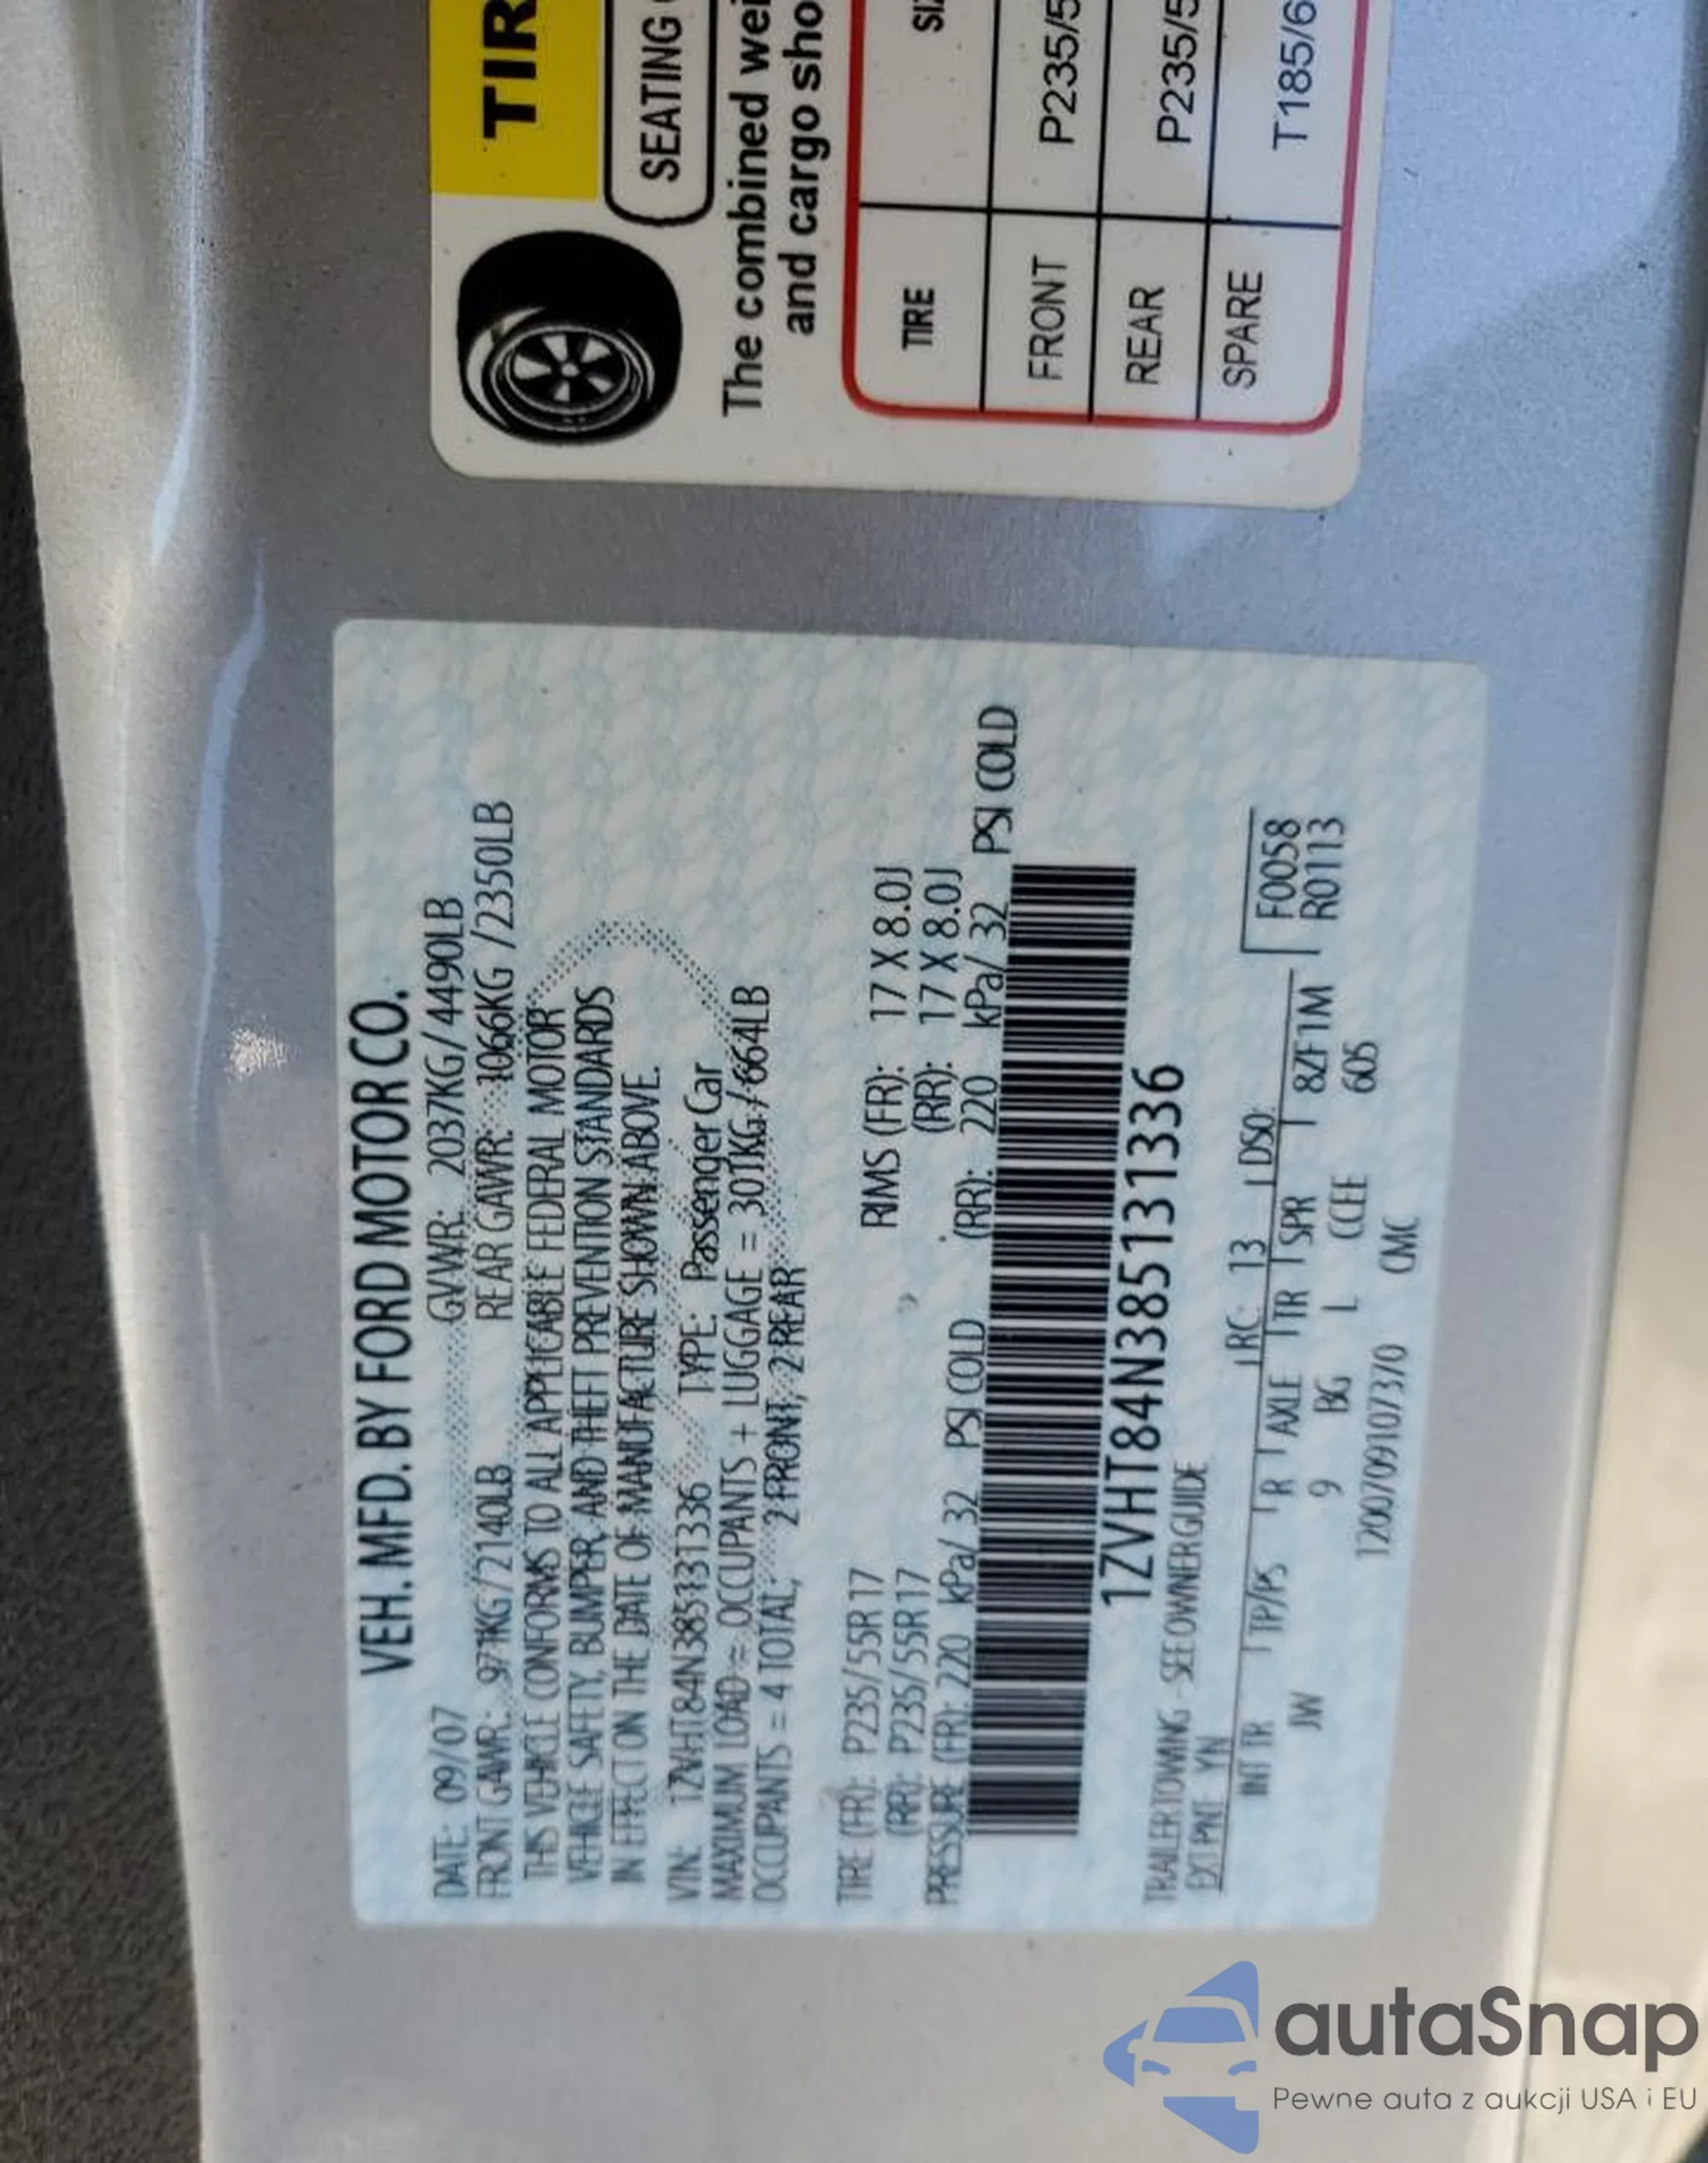 VEH. MFD. BY FORD MOTOR CO.
DATE: 09/07 GVWR: 2037KG/4490LB
FRONT GAWR: 971KG/2140LB REAR GAWR: 1066KG/2350LB
THIS VEHICLE CONFORMS TO ALL APPLICABLE FEDERAL MOTOR
VEHICLE SAFETY, BUMPER, AND THEFT PREVENTION STANDARDS
IN EFFECT ON THE DATE OF MANUFACTURE SHOWN ABOVE.
VIN: 1ZVHT84N385131336 TYPE: Passenger Car
MAXIMUM LOAD = OCCUPANTS + LUGGAGE = 301KG/664LB
OCCUPANTS = 4 TOTAL, 2 FRONT, 2 REAR
TIRE (FR): P235/55R17 RIMS (FR): 17 X 8.0J
(RR): P235/55R17 (RR): 17 X 8.0J
PRESSURE (FR): 220 kPa/ 32 PSI COLD (RR): 220 kPa/ 32 PSI COLD
1ZVHT84N385131336
TRAILER TOWING - SEE OWNER GUIDE
EXT PNT: YN RC: 13 DSO: F0058
INT TR TP/PS R AXLE TR SPR 8ZF1M R0113
JW 9 BG L CCEE 605
120070910737 0 CMC
TIR
SEATING
The combined wei
and cargo sho
TIRE SI
FRONT P235/5
REAR P235/5
SPARE T185/6
autaSnap
Pewne auta z aukcji USA i EU